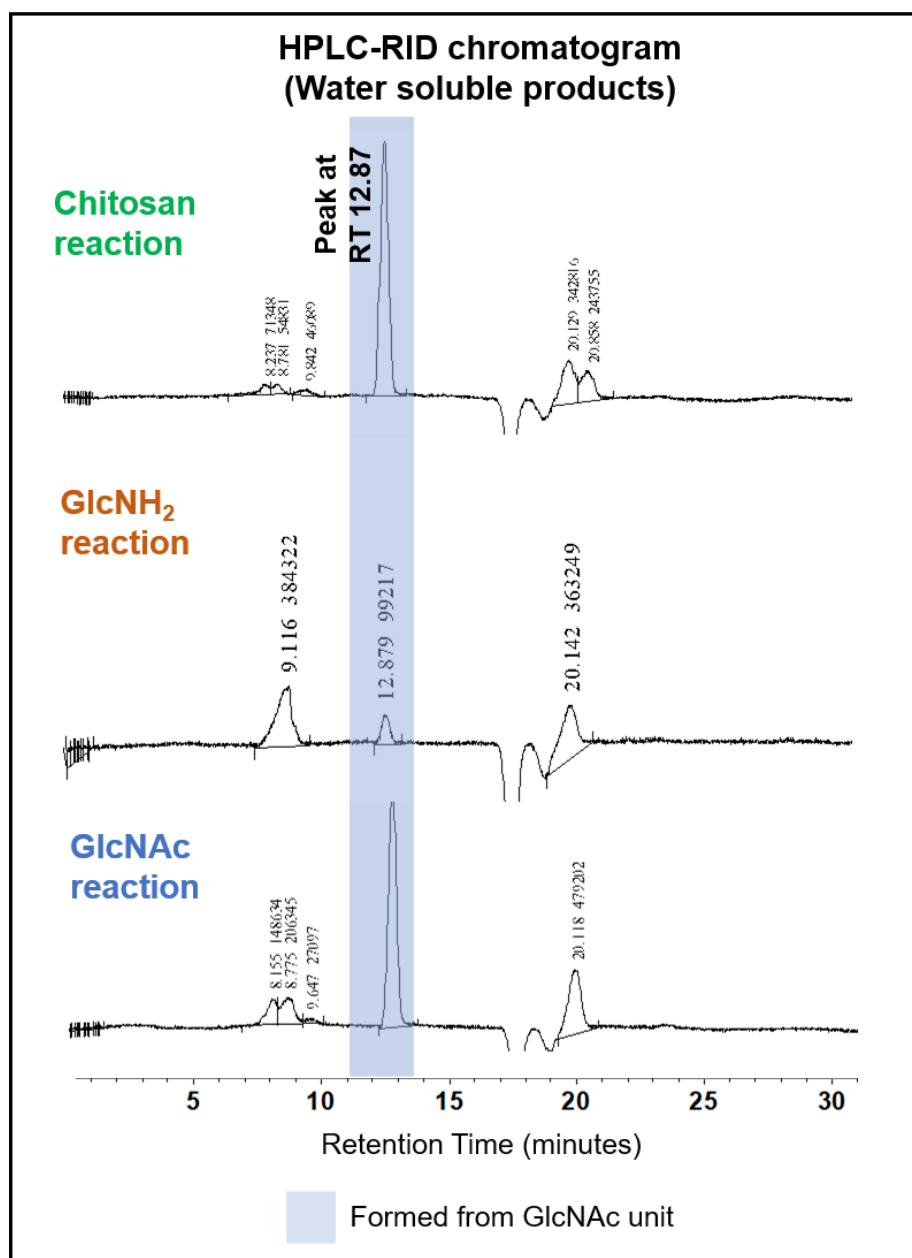 HPLC-RID chromatogram
(Water soluble products)
Peak at
RT 12.87
Chitosan
reaction
8.237 71348
8.781 54831
9.842 46089
20.129 342816
20.858 243755
GlcNH₂
reaction
9.116 384322
12.879 99217
20.142 363249
GlcNAc
reaction
8.155 148634
8.775 206345
9.647 27097
20.118 479202
5 10 15 20 25 30
Retention Time (minutes)
Formed from GlcNAc unit